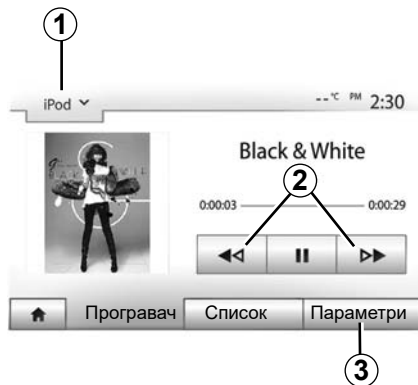 1
iPod
--°C PM 2:30
Black & White
2
0:00:03 0:00:29
Програвач Список Параметри
3